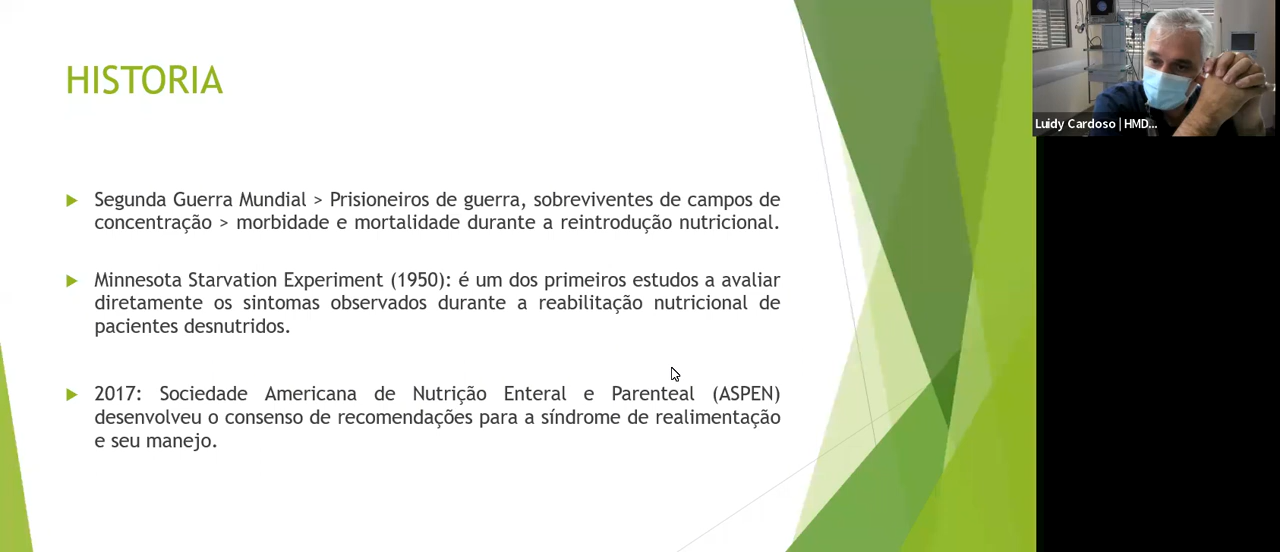 HISTORIA
Segunda Guerra Mundial > Prisioneiros de guerra, sobreviventes de campos de
concentração > morbidade e mortalidade durante a reintrodução nutricional.
Minnesota Starvation Experiment (1950): é um dos primeiros estudos a avaliar
diretamente os sintomas observados durante a reabilitação nutricional de
pacientes desnutridos.
2017: Sociedade Americana de Nutrição Enteral e Parenteal (ASPEN)
desenvolveu o consenso de recomendações para a síndrome de realimentação
e seu manejo.
Luidy Cardoso | HMD...